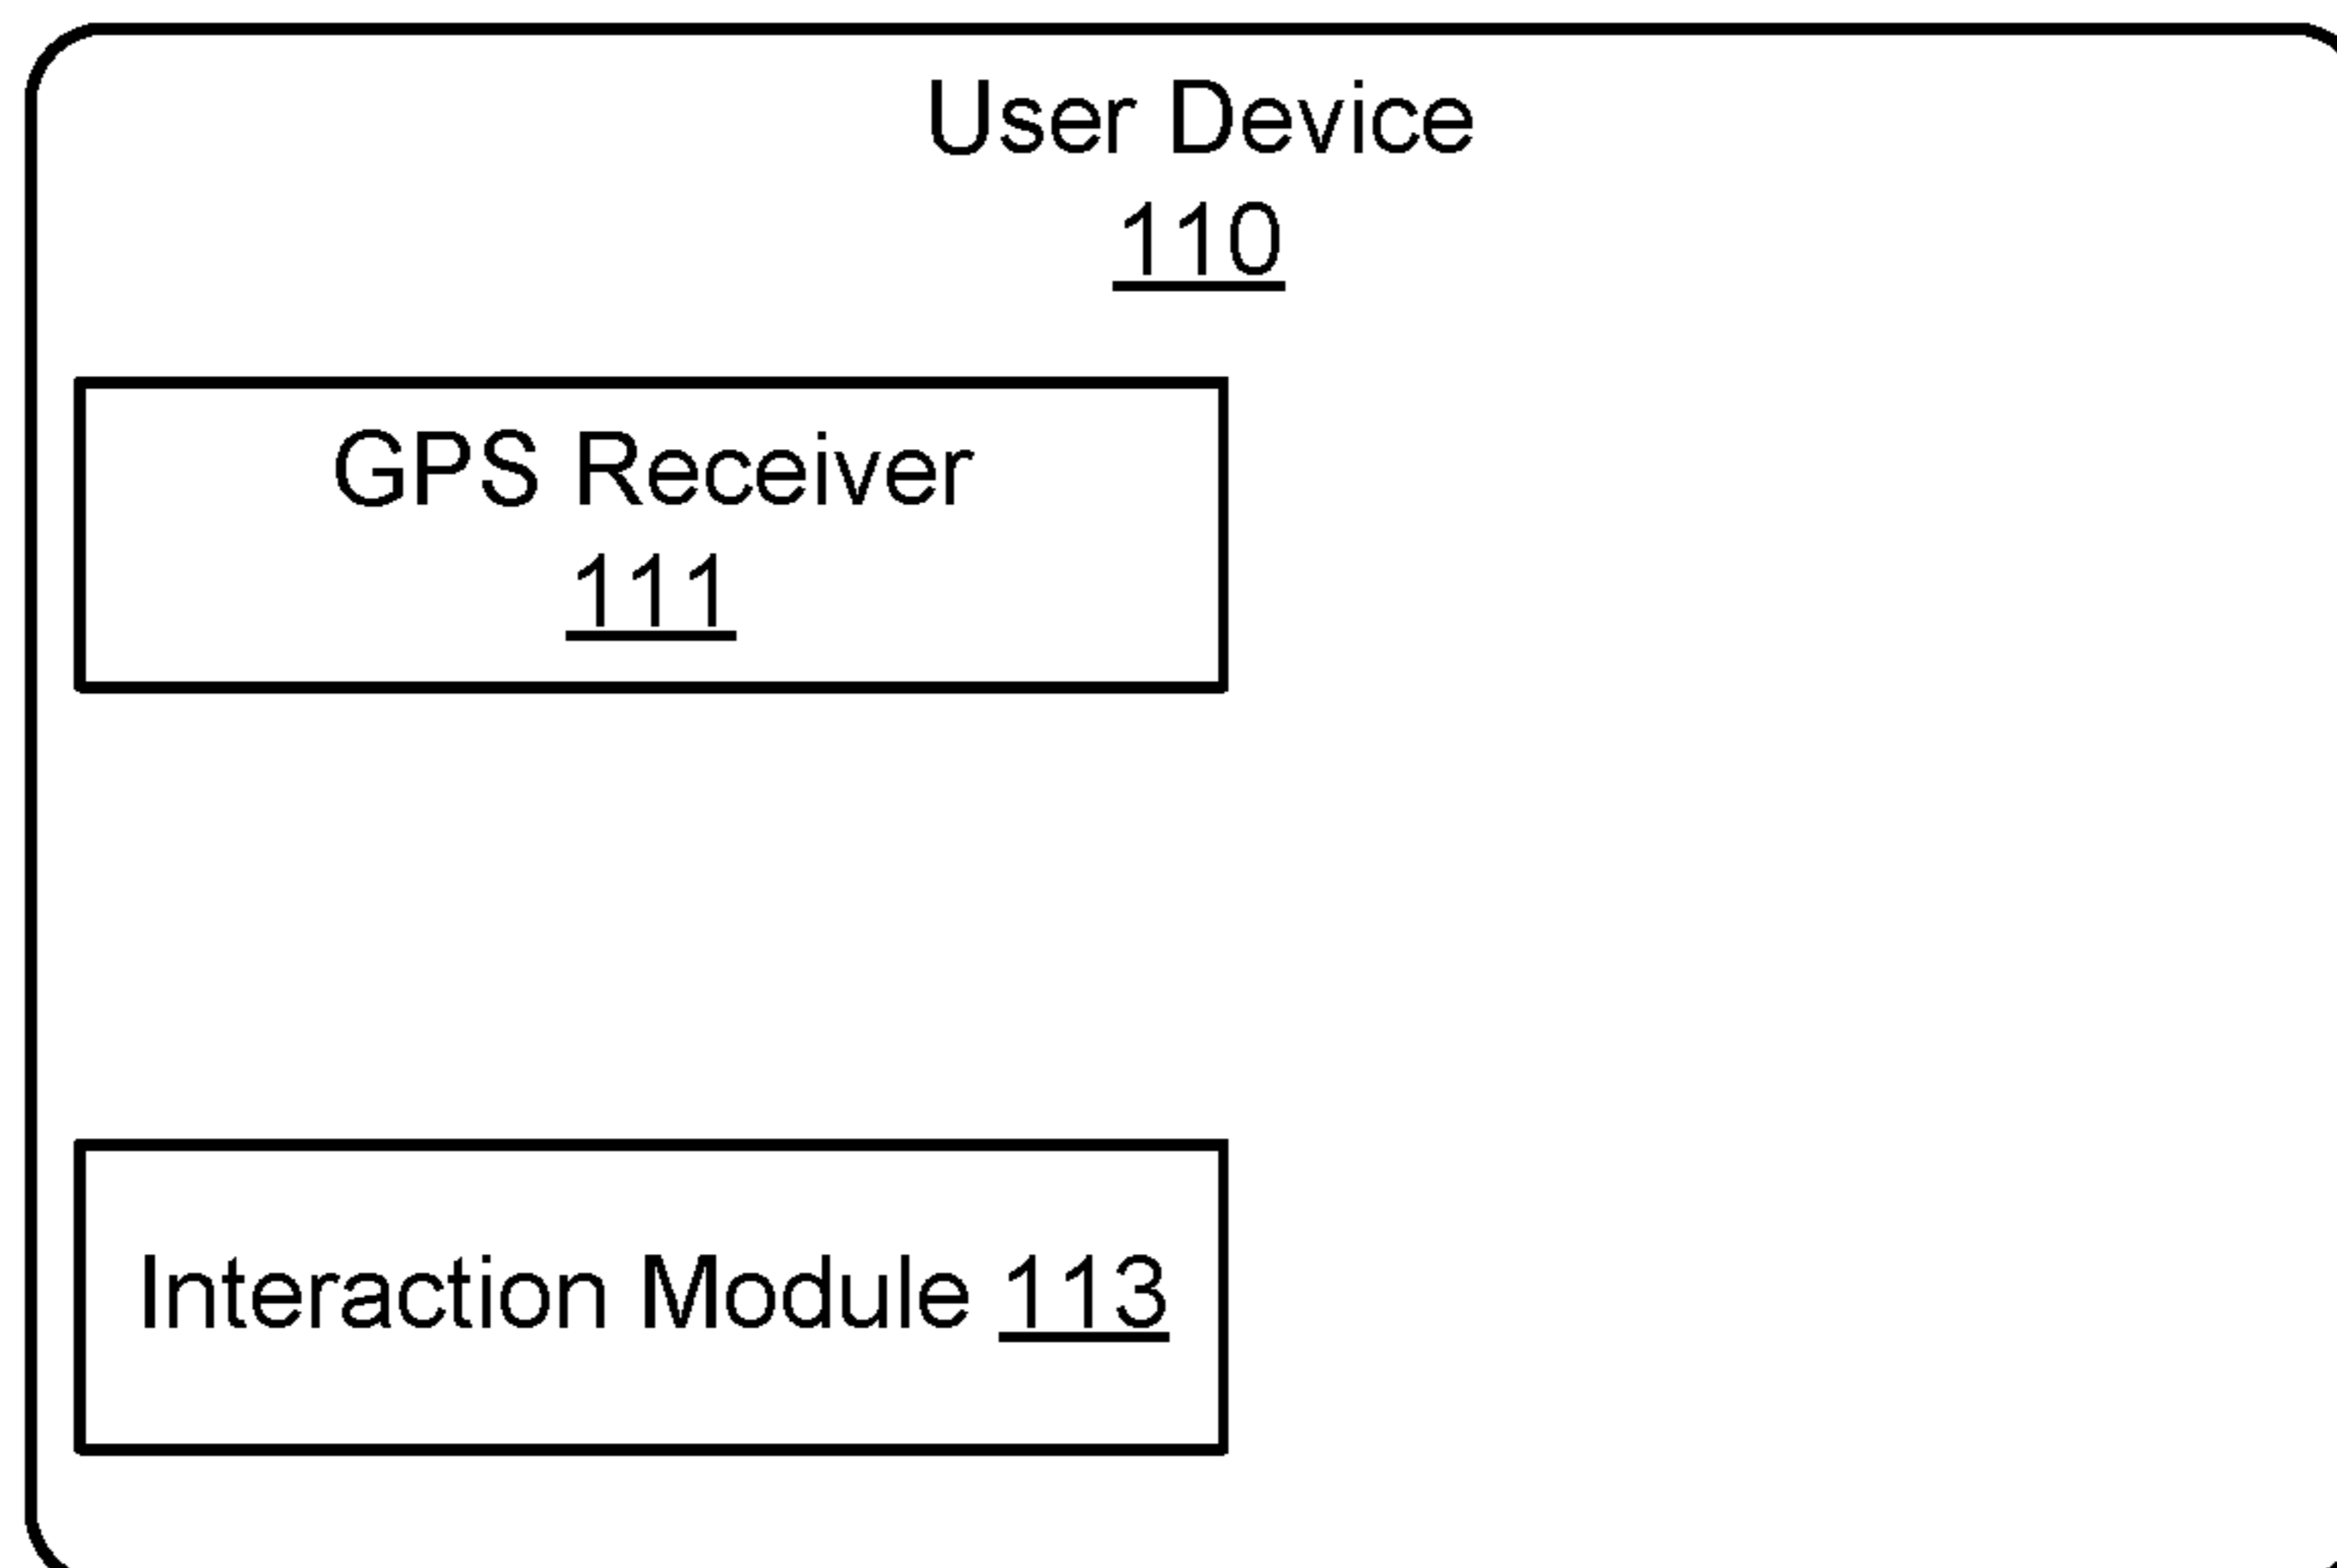 User Device
110
GPS Receiver
111
Interaction Module 113